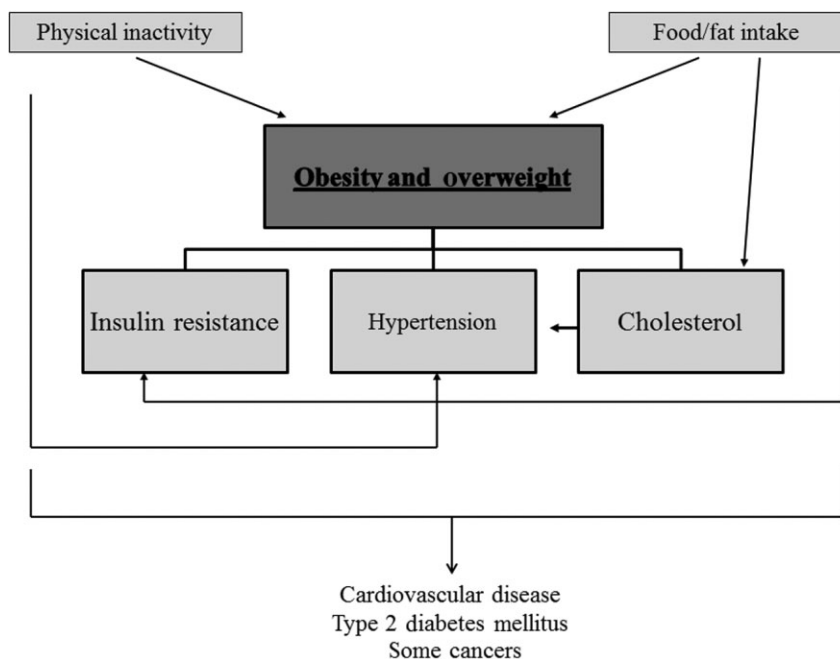 Physical inactivity
Food/fat intake
Obesity and overweight
Insulin resistance
Hypertension
Cholesterol
Cardiovascular disease
Type 2 diabetes mellitus
Some cancers